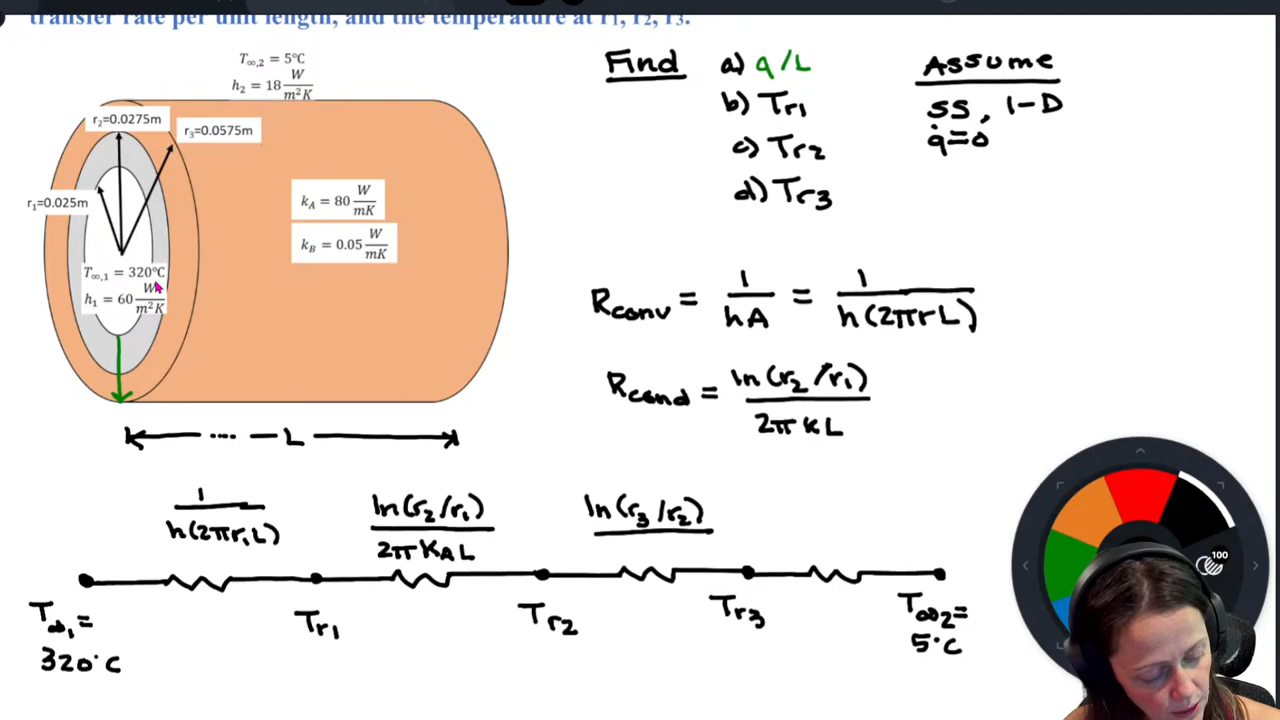 transfer rate per unit length, and the temperature at r₁, r₂, r₃.
T∞,2 = 5°C
h₂ = 18 W/m²K
r₂=0.0275m
r₃=0.0575m
r₁=0.025m
k_A = 80 W/mK
k_B = 0.05 W/mK
T∞,1 = 320°C
h₁ = 60 W/m²K
L
Find
a) q/L
b) Tr₁
c) Tr₂
d) Tr₃
Assume
SS, 1-D
q̇=0
Rconv = 1/hA = 1/h(2πrL)
Rcond = ln(r₂/r₁)/2πKL
1/h(2πr₁L)
ln(r₂/r₁)/2πK_AL
ln(r₃/r₂)
T∞₁ =
320°C
Tr₁
Tr₂
Tr₃
T∞₂=
5°C
100